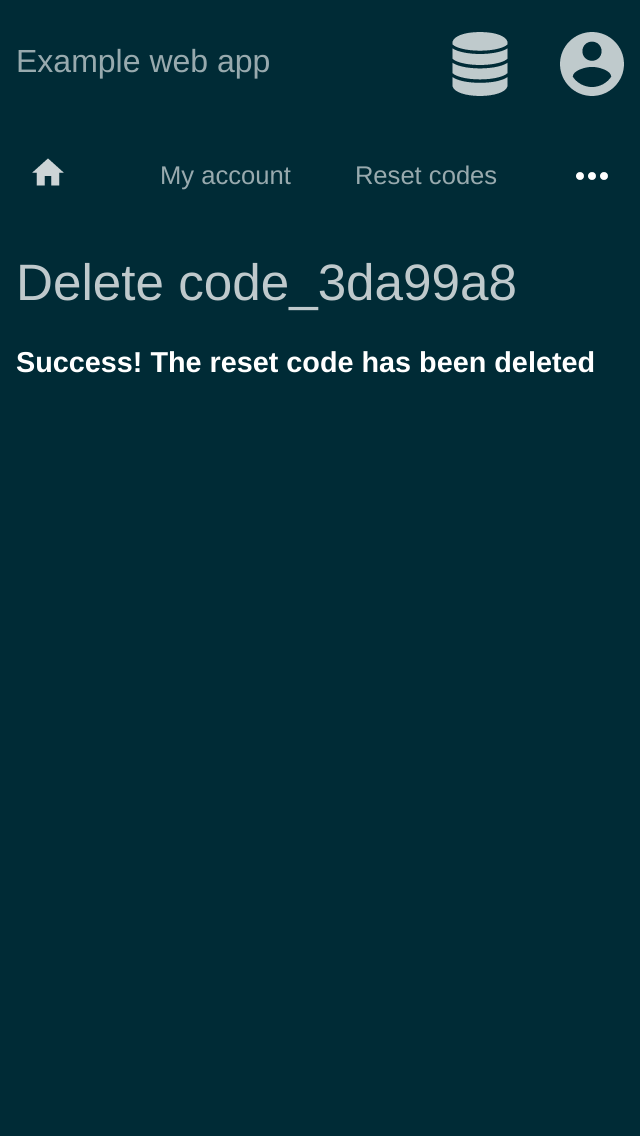 Example web app
My account Reset codes
Delete code_3da99a8
Success! The reset code has been deleted